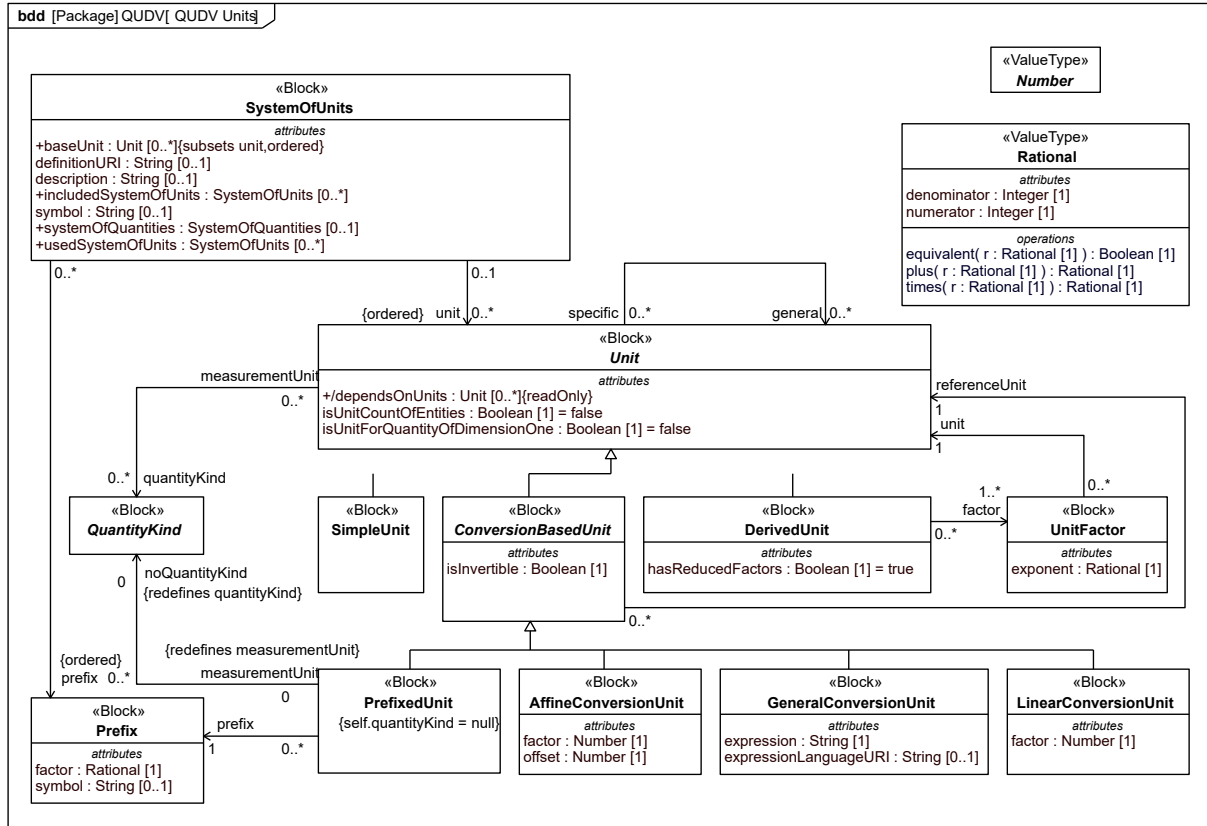 bdd [Package] QUDV[ QUDV Units]
«ValueType»
Number
«Block»
SystemOfUnits
attributes
+baseUnit : Unit [0..*]{subsets unit,ordered}
definitionURI : String [0..1]
description : String [0..1]
+includedSystemOfUnits : SystemOfUnits [0..*]
symbol : String [0..1]
+systemOfQuantities : SystemOfQuantities [0..1]
+usedSystemOfUnits : SystemOfUnits [0..*]
«ValueType»
Rational
attributes
denominator : Integer [1]
numerator : Integer [1]
operations
equivalent( r : Rational [1] ) : Boolean [1]
plus( r : Rational [1] ) : Rational [1]
times( r : Rational [1] ) : Rational [1]
0..*
0..1
{ordered} unit 0..*
specific 0..*
general 0..*
«Block»
Unit
attributes
+/dependsOnUnits : Unit [0..*]{readOnly}
isUnitCountOfEntities : Boolean [1] = false
isUnitForQuantityOfDimensionOne : Boolean [1] = false
measurementUnit
0..*
referenceUnit
1
unit
1
0..* quantityKind
«Block»
QuantityKind
«Block»
SimpleUnit
«Block»
ConversionBasedUnit
attributes
isInvertible : Boolean [1]
«Block»
DerivedUnit
attributes
hasReducedFactors : Boolean [1] = true
1..*
factor
0..*
0..*
«Block»
UnitFactor
attributes
exponent : Rational [1]
noQuantityKind
0
{redefines quantityKind}
0..*
{redefines measurementUnit}
measurementUnit
0
{ordered}
prefix 0..*
«Block»
Prefix
attributes
factor : Rational [1]
symbol : String [0..1]
prefix
1
0..*
«Block»
PrefixedUnit
{self.quantityKind = null}
«Block»
AffineConversionUnit
attributes
factor : Number [1]
offset : Number [1]
«Block»
GeneralConversionUnit
attributes
expression : String [1]
expressionLanguageURI : String [0..1]
«Block»
LinearConversionUnit
attributes
factor : Number [1]